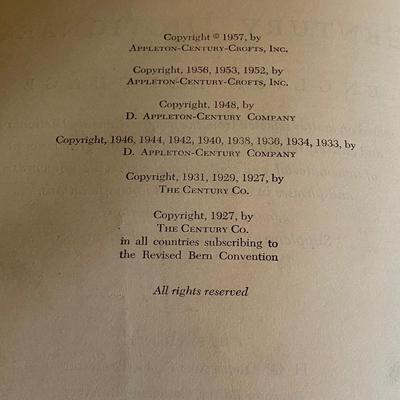 Copyright © 1957, by
APPLETON-CENTURY-CROFTS, INC.
Copyright, 1956, 1953, 1952, by
APPLETON-CENTURY-CROFTS, INC.
Copyright, 1948, by
D. APPLETON-CENTURY COMPANY
Copyright, 1946, 1944, 1942, 1940, 1938, 1936, 1934, 1933, by
D. APPLETON-CENTURY COMPANY
Copyright, 1931, 1929, 1927, by
THE CENTURY CO.
Copyright, 1927, by
THE CENTURY CO.
in all countries subscribing to
the Revised Bern Convention
All rights reserved